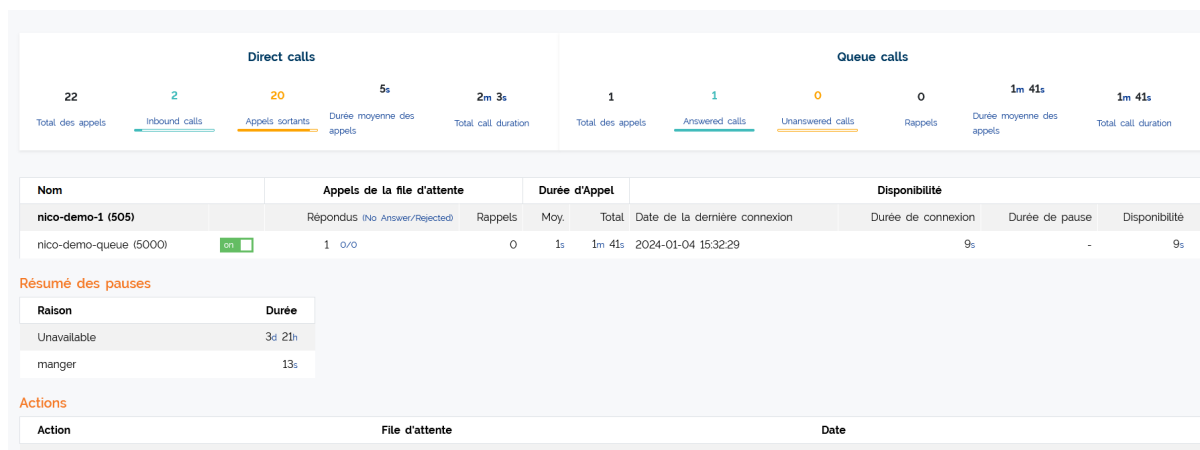 Direct calls
Queue calls
22 2 20 5s 2m 3s 1 1 0 0 1m 41s 1m 41s
Total des appels Inbound calls Appels sortants Durée moyenne des appels Total call duration Total des appels Answered calls Unanswered calls Rappels Durée moyenne des appels Total call duration
Nom Appels de la file d'attente Durée d'Appel Disponibilité
nico-demo-1 (505) Répondus (No Answer/Rejected) Rappels Moy. Total Date de la dernière connexion Durée de connexion Durée de pause Disponibilité
nico-demo-queue (5000) on 1 0/0 0 1s 1m 41s 2024-01-04 15:32:29 9s - 9s
Résumé des pauses
Raison Durée
Unavailable 3d 21h
manger 13s
Actions
Action File d'attente Date